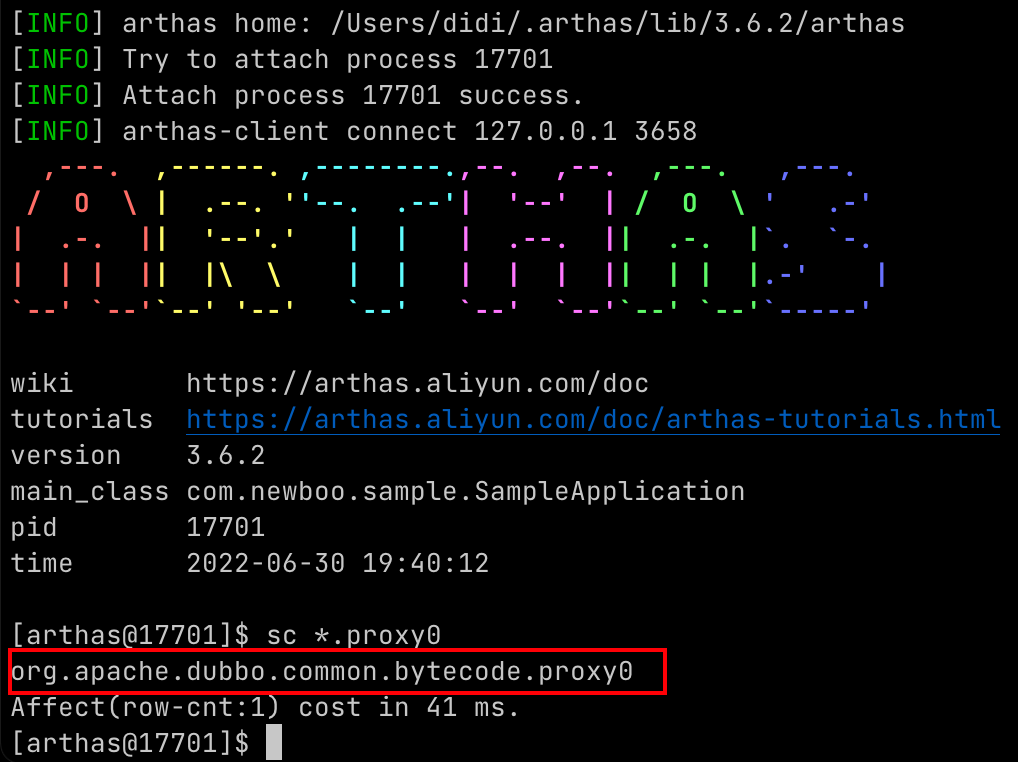 [INFO] arthas home: /Users/didi/.arthas/lib/3.6.2/arthas
[INFO] Try to attach process 17701
[INFO] Attach process 17701 success.
[INFO] arthas-client connect 127.0.0.1 3658
ARTHAS
wiki https://arthas.aliyun.com/doc
tutorials https://arthas.aliyun.com/doc/arthas-tutorials.html
version 3.6.2
main_class com.newboo.sample.SampleApplication
pid 17701
time 2022-06-30 19:40:12
[arthas@17701]$ sc *.proxy0
org.apache.dubbo.common.bytecode.proxy0
Affect(row-cnt:1) cost in 41 ms.
[arthas@17701]$